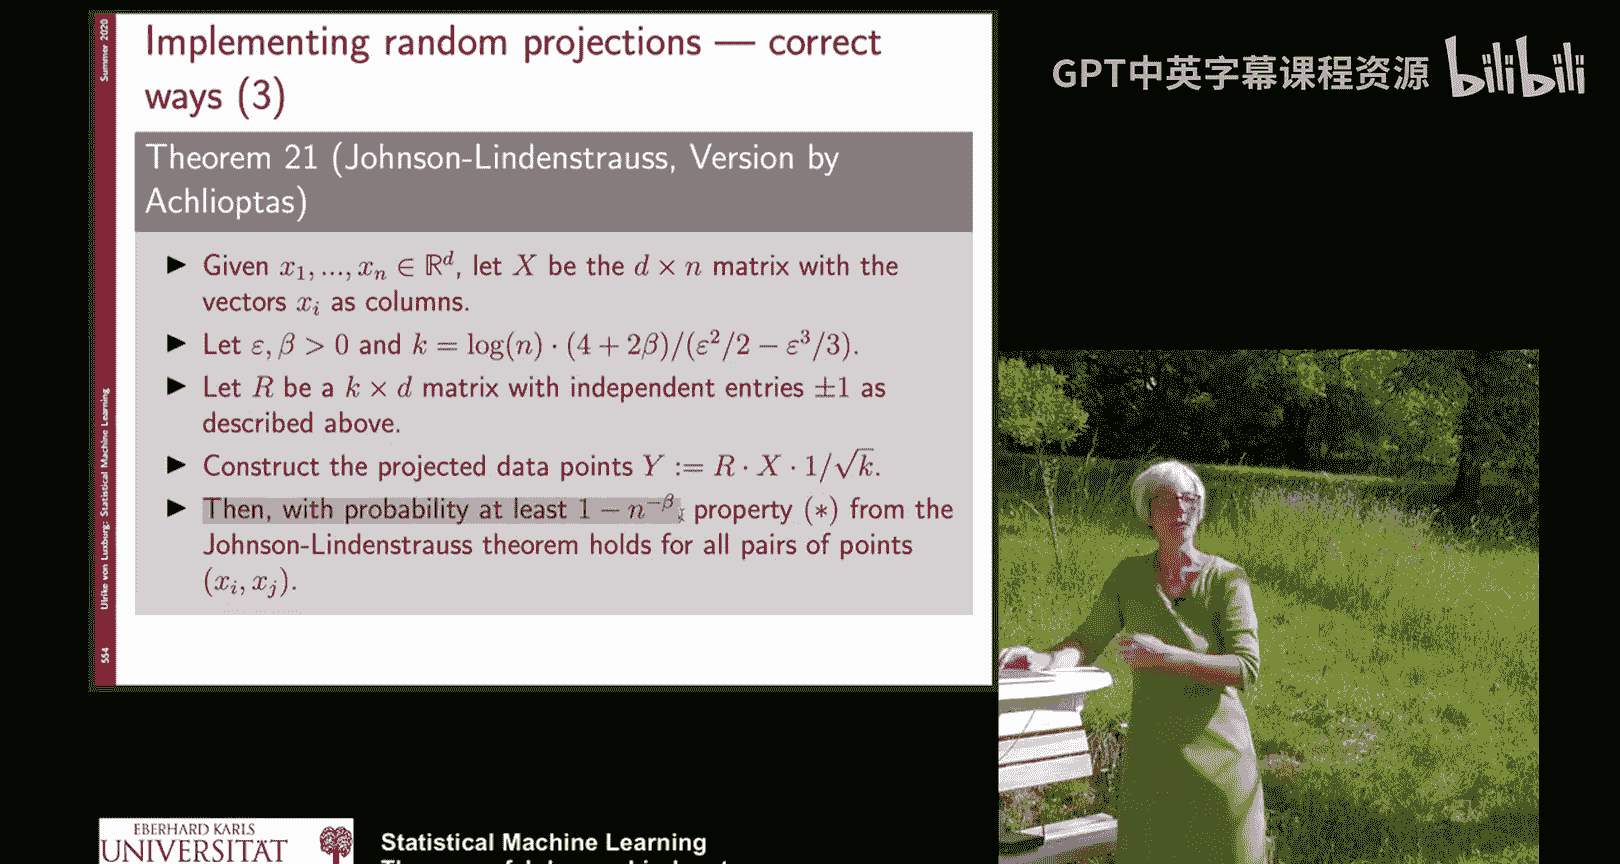 Implementing random projections — correct
ways (3)
Theorem 21 (Johnson-Lindenstrauss, Version by
Achlioptas)
► Given x₁, ..., xₙ ∈ ℝᵈ, let X be the d × n matrix with the
vectors xᵢ as columns.
► Let ε, β > 0 and k = log(n) · (4 + 2β)/(ε²/2 − ε³/3).
► Let R be a k × d matrix with independent entries ±1 as
described above.
► Construct the projected data points Y := R · X · 1/√k.
► Then, with probability at least 1 − n^{−β}, property (∗) from the
Johnson-Lindenstrauss theorem holds for all pairs of points
(xᵢ, xⱼ).
Summer 2020
Ulrike von Luxburg: Statistical Machine Learning
554
GPT中英字幕课程资源
bilibili
EBERHARD KARLS
UNIVERSITÄT
Statistical Machine Learning